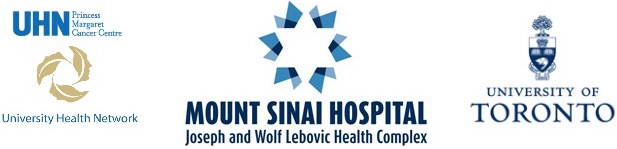 UHN Princess
Margaret
Cancer Centre
University Health Network
MOUNT SINAI HOSPITAL
Joseph and Wolf Lebovic Health Complex
UNIVERSITY OF
TORONTO